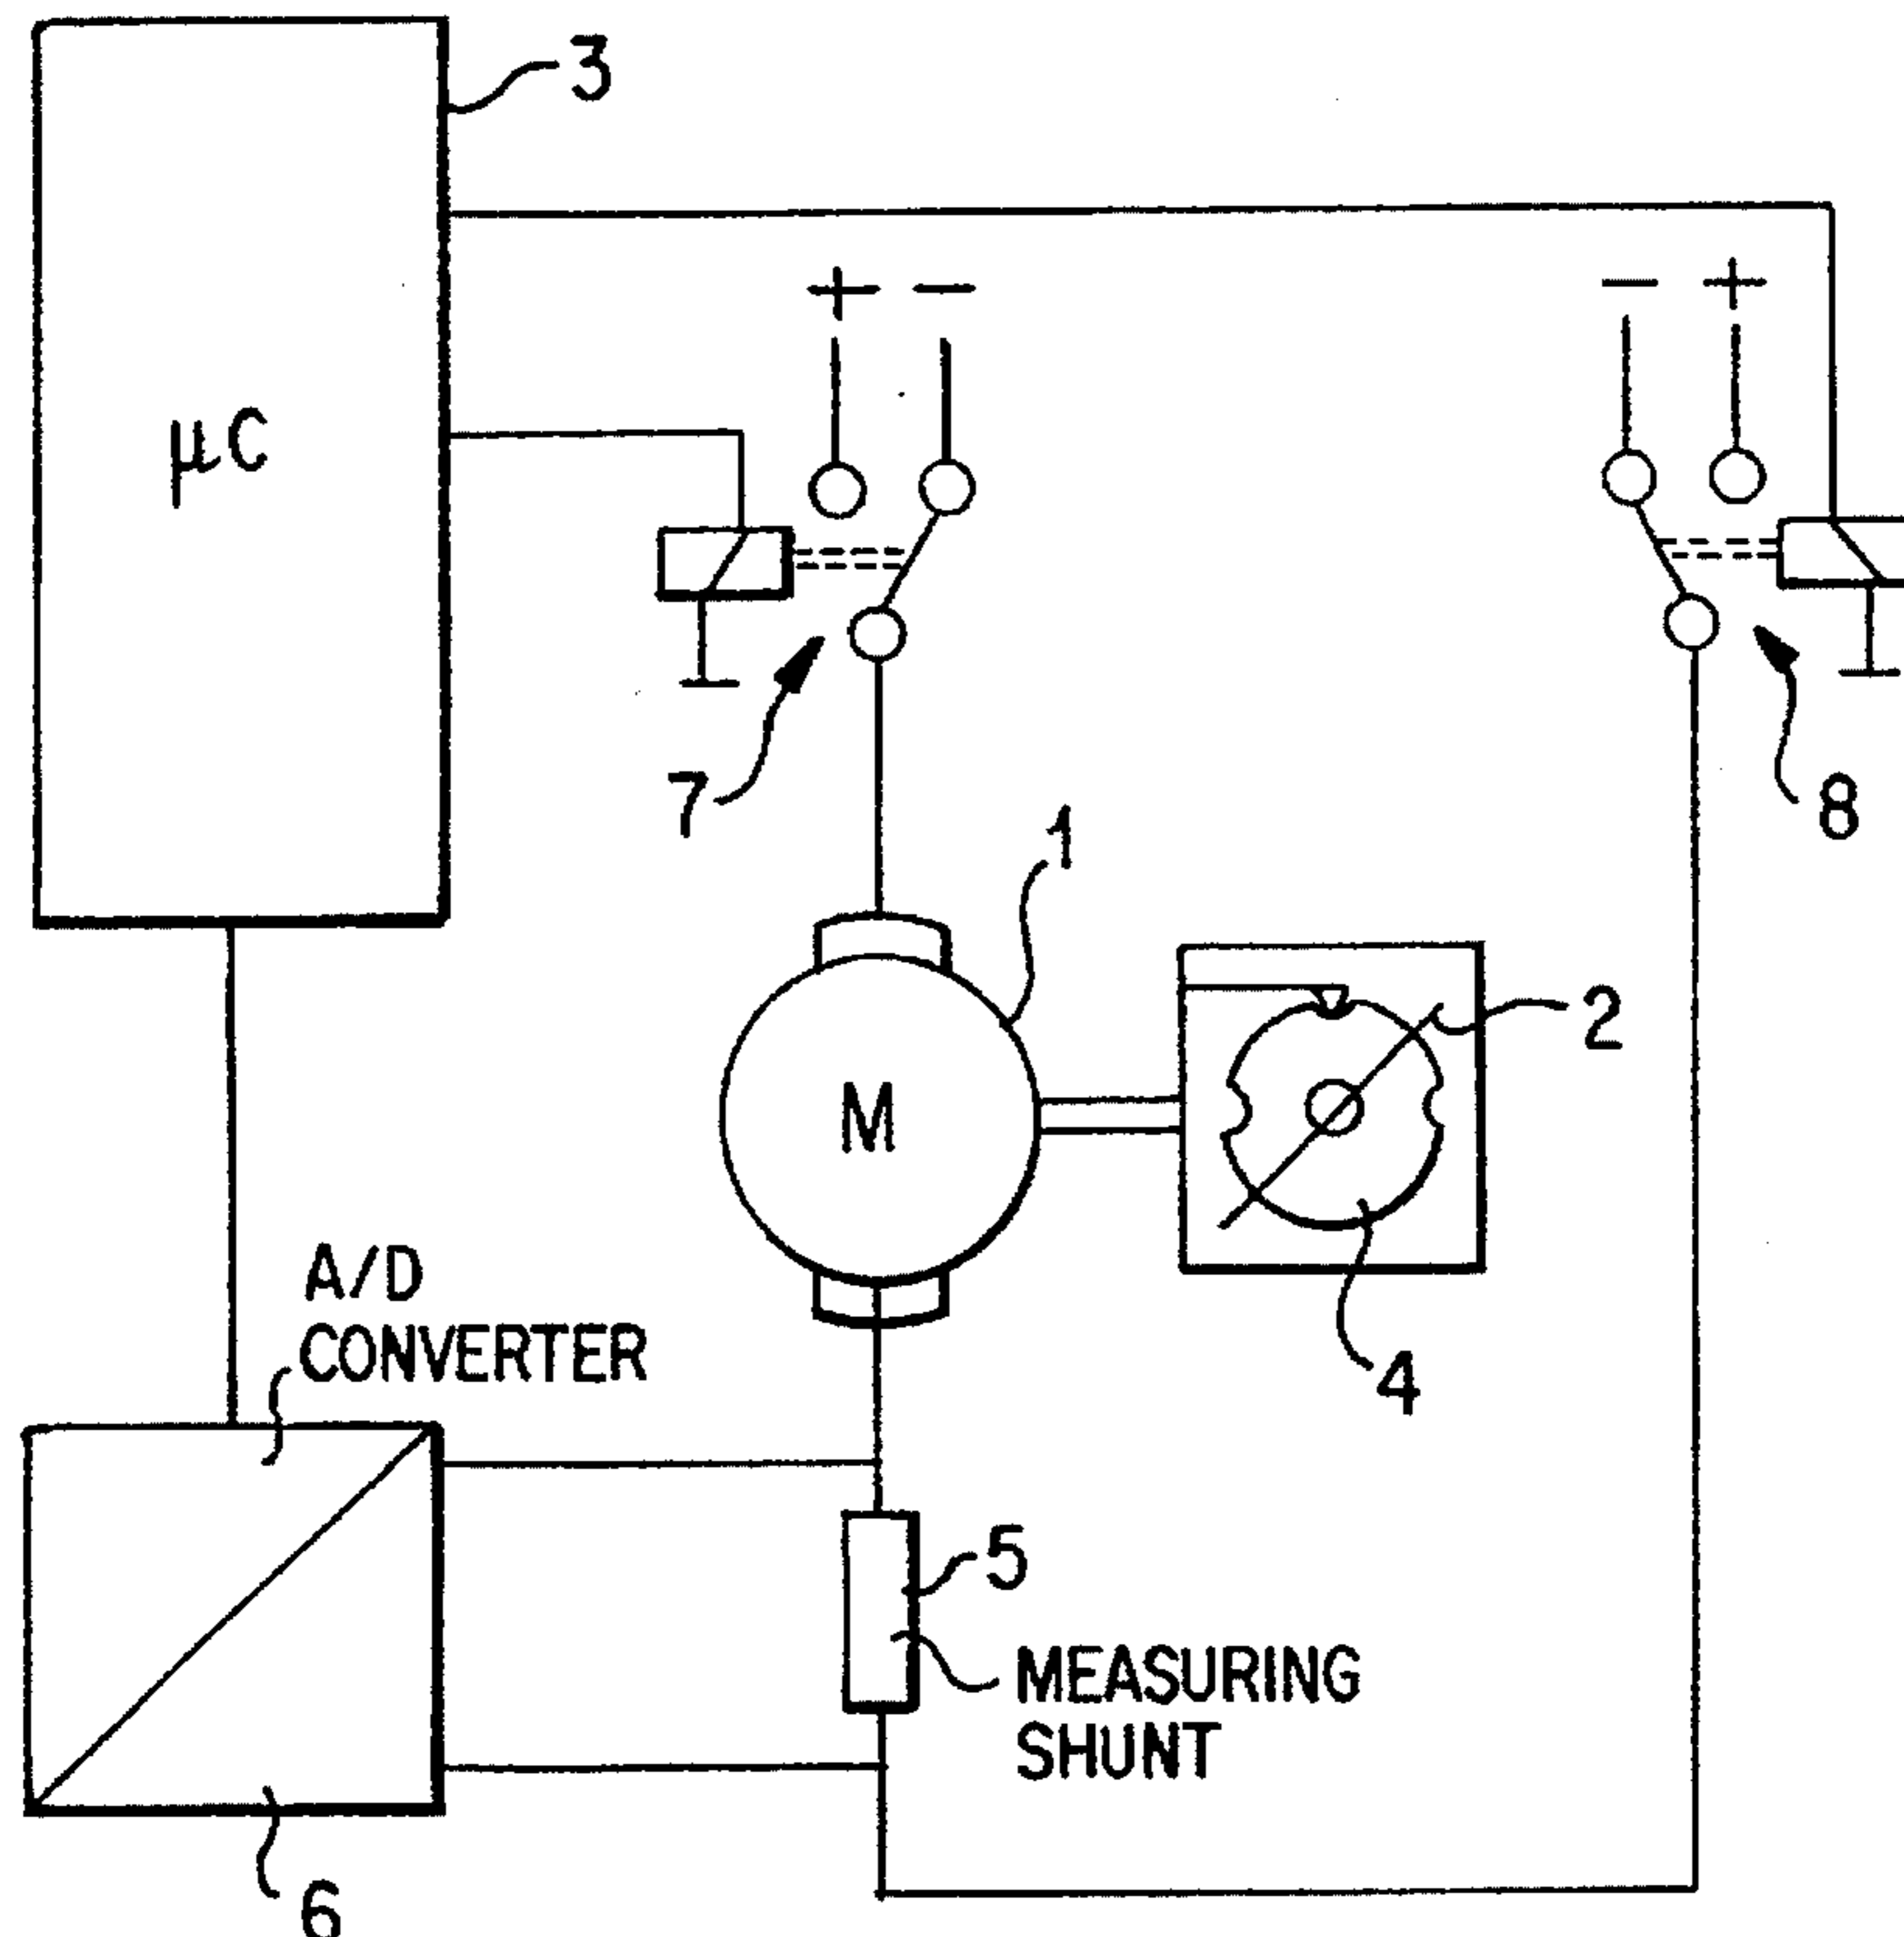 3
+ −
− +
µC
7
8
1
M
2
A/D
CONVERTER
4
5
MEASURING
SHUNT
6